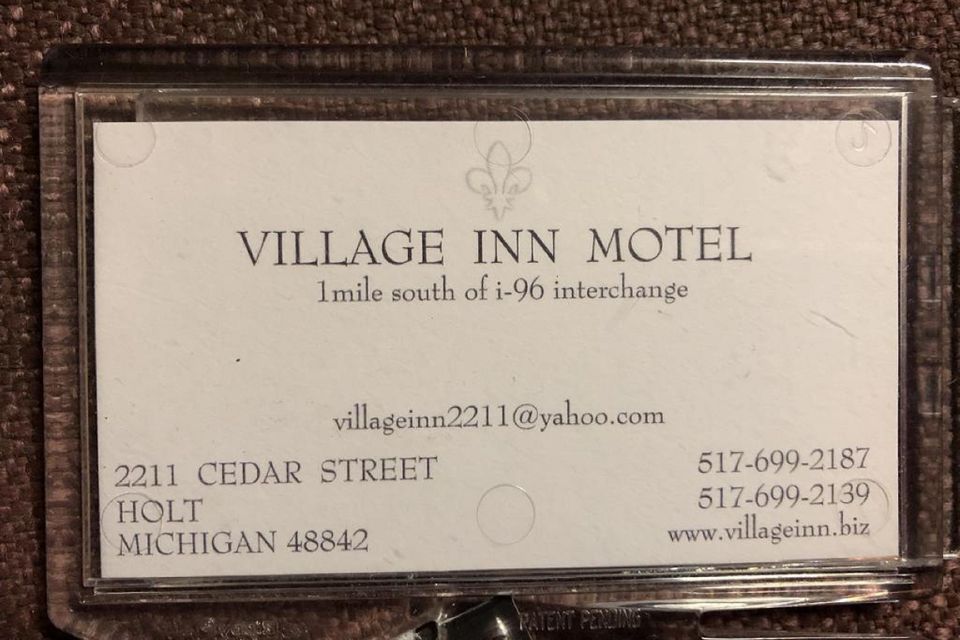 VILLAGE INN MOTEL
1mile south of i-96 interchange
villageinn2211@yahoo.com
2211 CEDAR STREET
HOLT
MICHIGAN 48842
517-699-2187
517-699-2139
www.villageinn.biz
PATENT PENDING